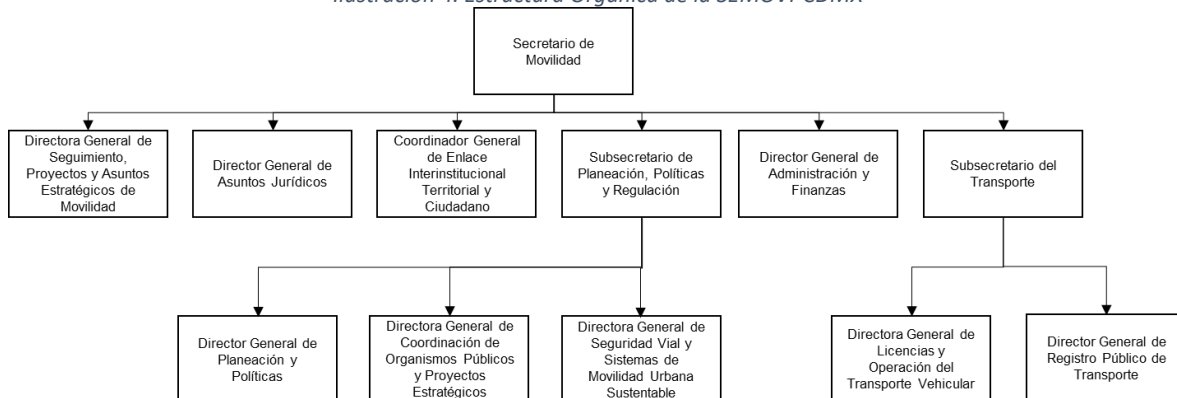 Ilustración 4. Estructura Orgánica de la SEMOVI CDMX
Secretario de
Movilidad
Directora General de
Seguimiento,
Proyectos y Asuntos
Estratégicos de
Movilidad
Director General de
Asuntos Jurídicos
Coordinador General
de Enlace
Interinstitucional
Territorial y
Ciudadano
Subsecretario de
Planeación, Políticas
y Regulación
Director General de
Administración y
Finanzas
Subsecretario del
Transporte
Director General de
Planeación y
Políticas
Directora General de
Coordinación de
Organismos Públicos
y Proyectos
Estratégicos
Directora General de
Seguridad Vial y
Sistemas de
Movilidad Urbana
Sustentable
Directora General de
Licencias y
Operación del
Transporte Vehicular
Director General de
Registro Público de
Transporte